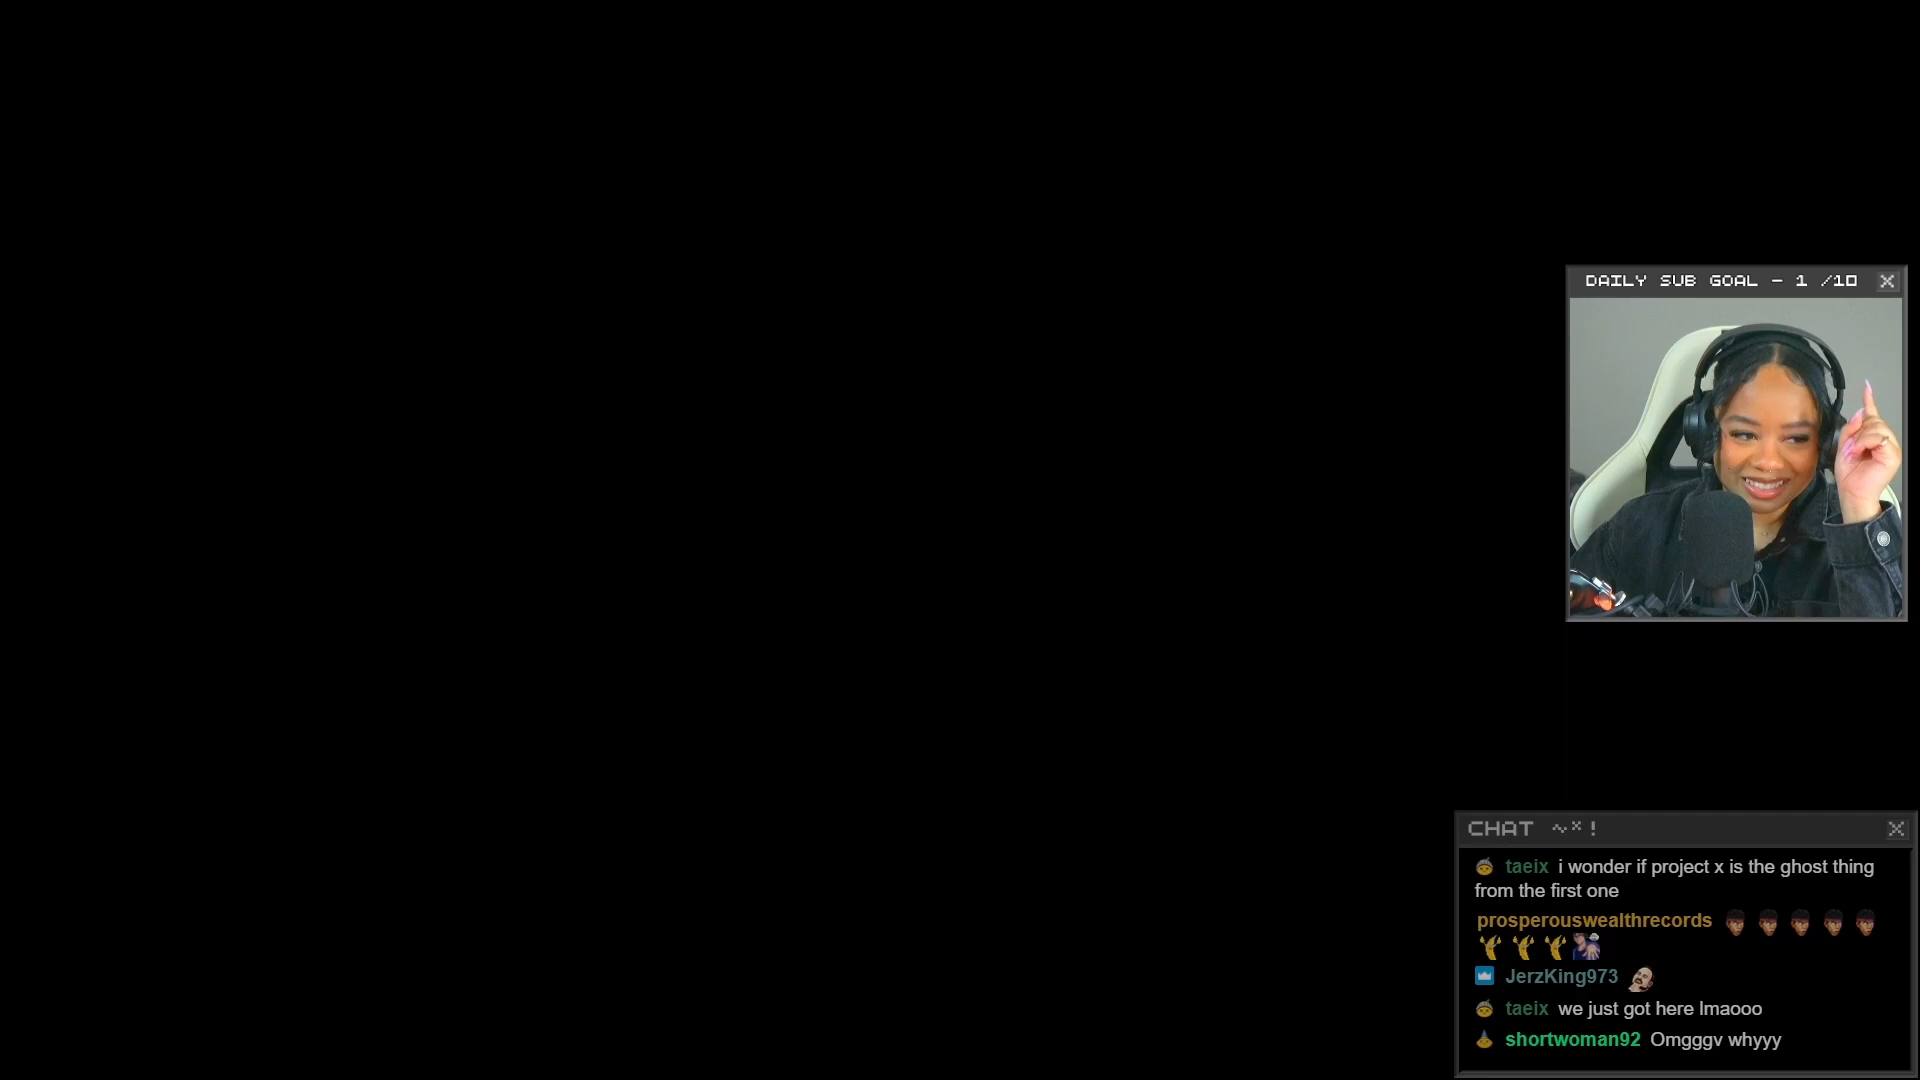 DAILY SUB GOAL - 1 /10
CHAT ~*!
taeix i wonder if project x is the ghost thing
from the first one
prosperouswealthrecords
JerzKing973
taeix we just got here lmaooo
shortwoman92 Omgggv whyyy